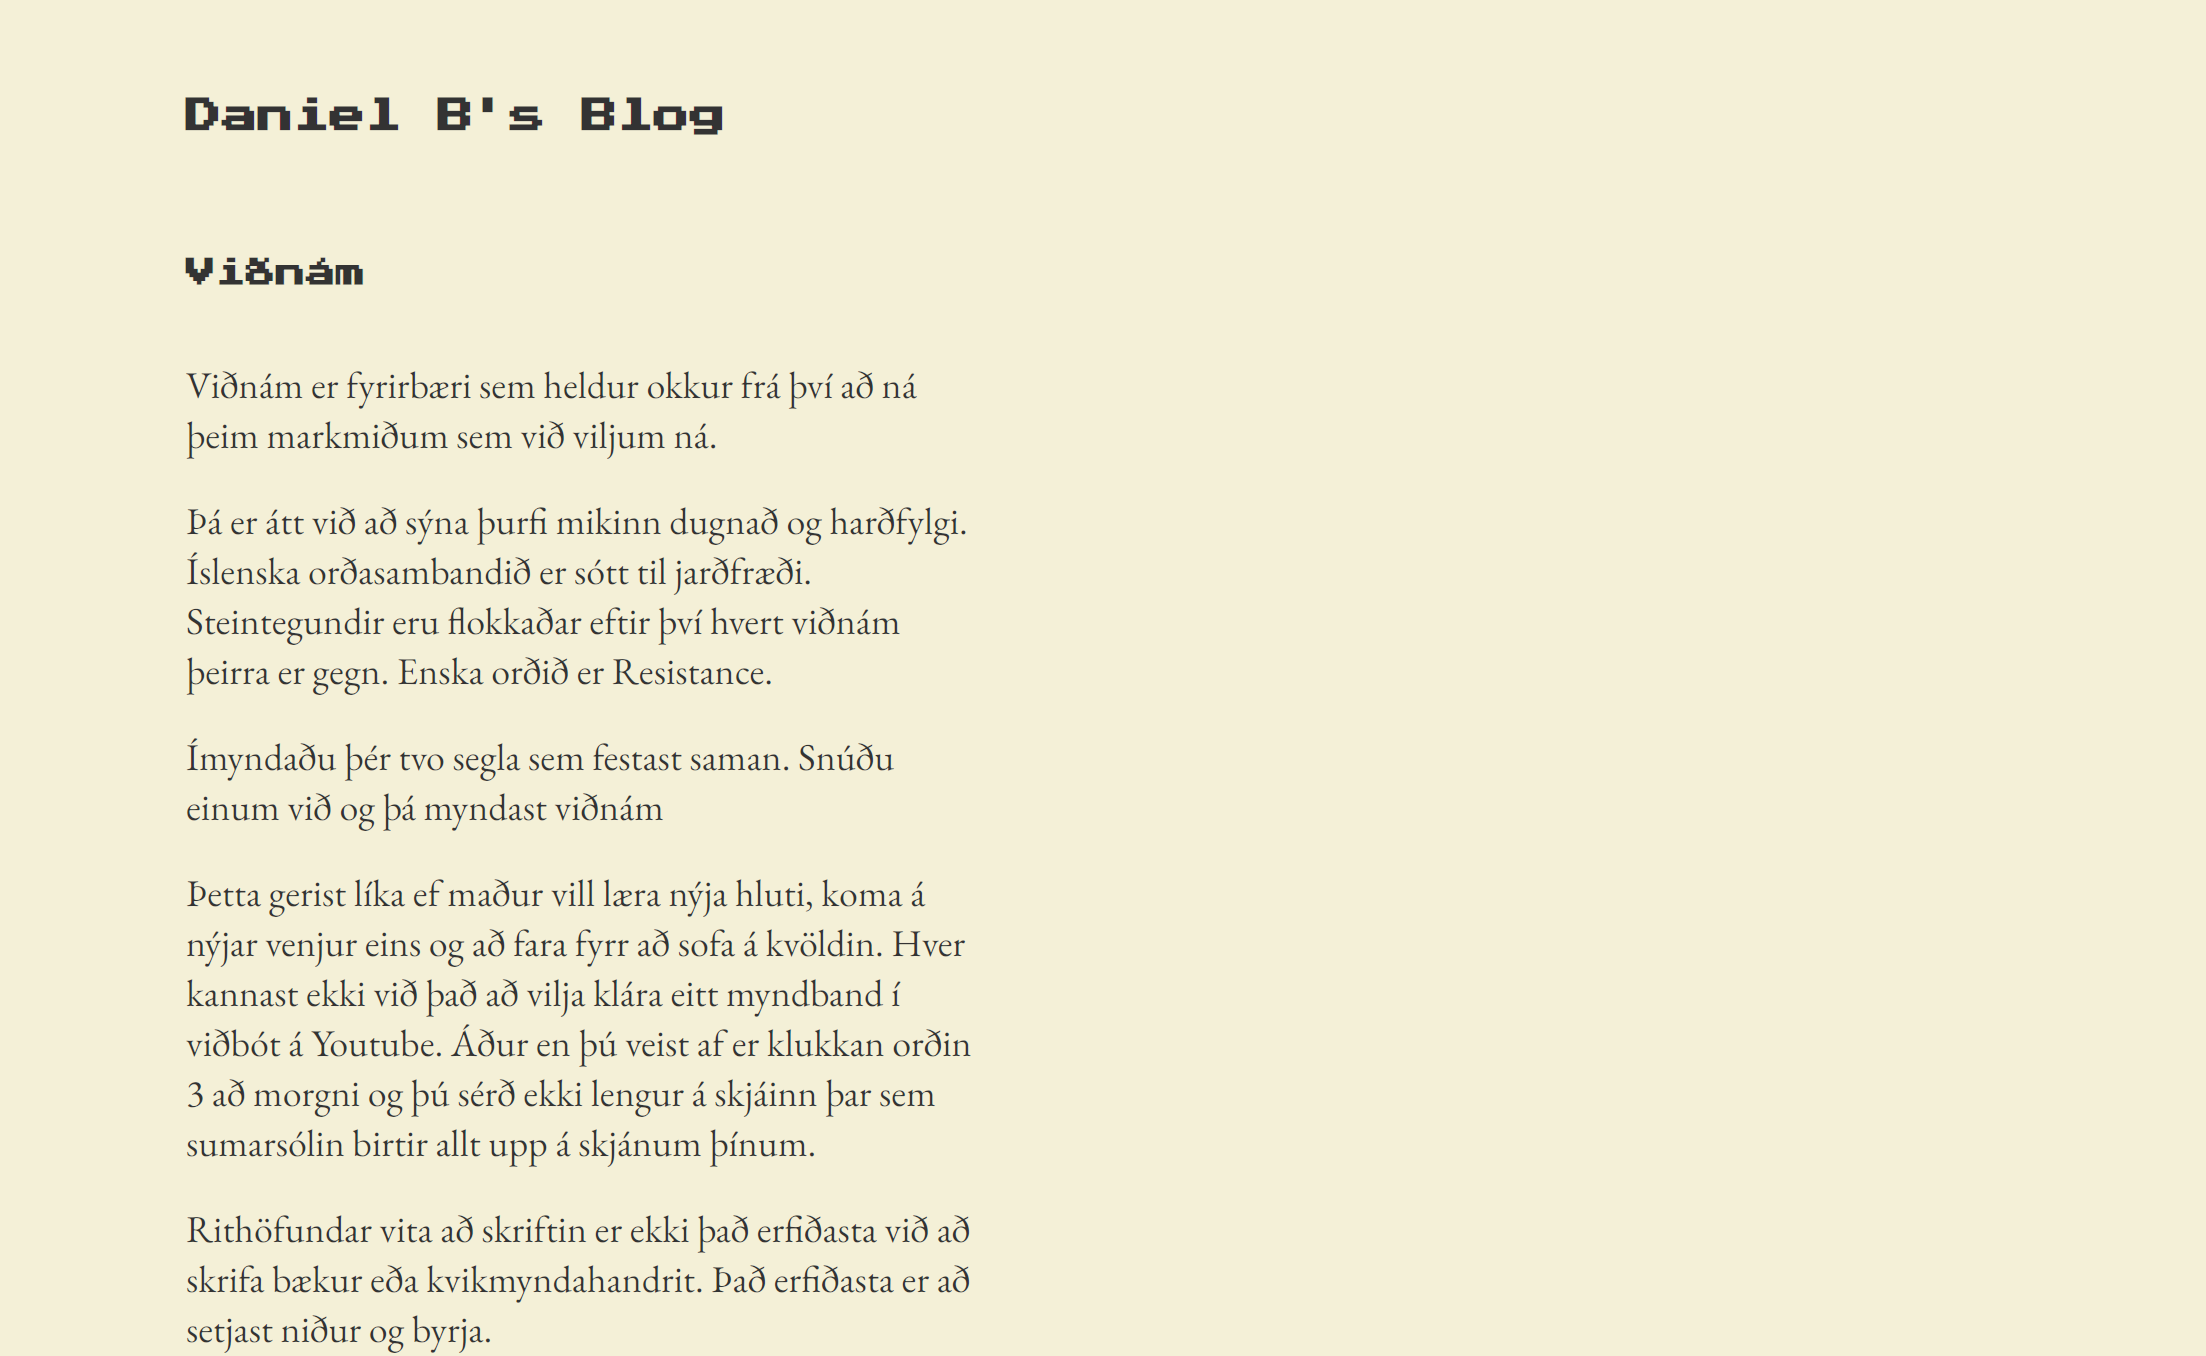 Daniel B's Blog
Viðnám
Viðnám er fyrirbæri sem heldur okkur frá því að ná
þeim markmiðum sem við viljum ná.
Þá er átt við að sýna þurfi mikinn dugnað og harðfylgi.
Íslenska orðasambandið er sótt til jarðfræði.
Steintegundir eru flokkaðar eftir því hvert viðnám
þeirra er gegn. Enska orðið er Resistance.
Ímyndaðu þér tvo segla sem festast saman. Snúðu
einum við og þá myndast viðnám
Þetta gerist líka ef maður vill læra nýja hluti, koma á
nýjar venjur eins og að fara fyrr að sofa á kvöldin. Hver
kannast ekki við það að vilja klára eitt myndband í
viðbót á Youtube. Áður en þú veist af er klukkan orðin
3 að morgni og þú sérð ekki lengur á skjáinn þar sem
sumarsólin birtir allt upp á skjánum þínum.
Rithöfundar vita að skriftin er ekki það erfiðasta við að
skrifa bækur eða kvikmyndahandrit. Það erfiðasta er að
setjast niður og byrja.